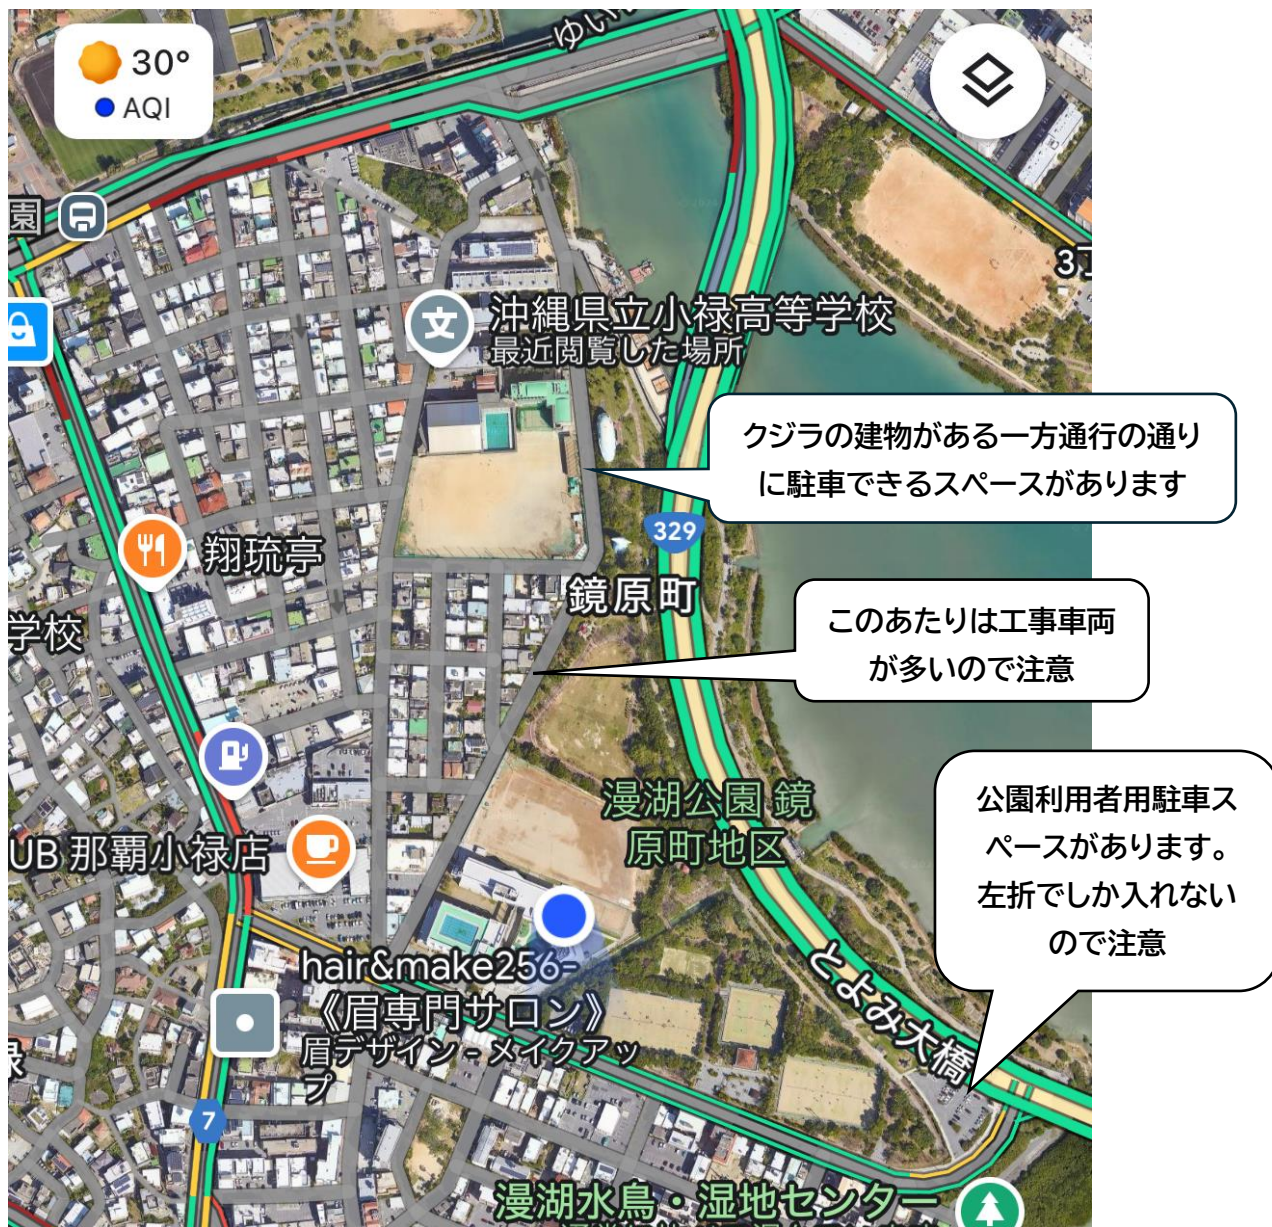 ゆい
30°
AQI
園
3丁
沖縄県立小禄高等学校
最近閲覧した場所
クジラの建物がある一方通行の通り
に駐車できるスペースがあります
翔琉亭
329
鏡原町
学校
このあたりは工事車両
が多いので注意
漫湖公園 鏡
原町地区
公園利用者用駐車ス
ペースがあります。
左折でしか入れない
ので注意
UB 那覇小禄店
とよみ大橋
hair&make256-
《眉専門サロン》
眉デザイン - メイクアッ
プ
7
漫湖水鳥・湿地センター